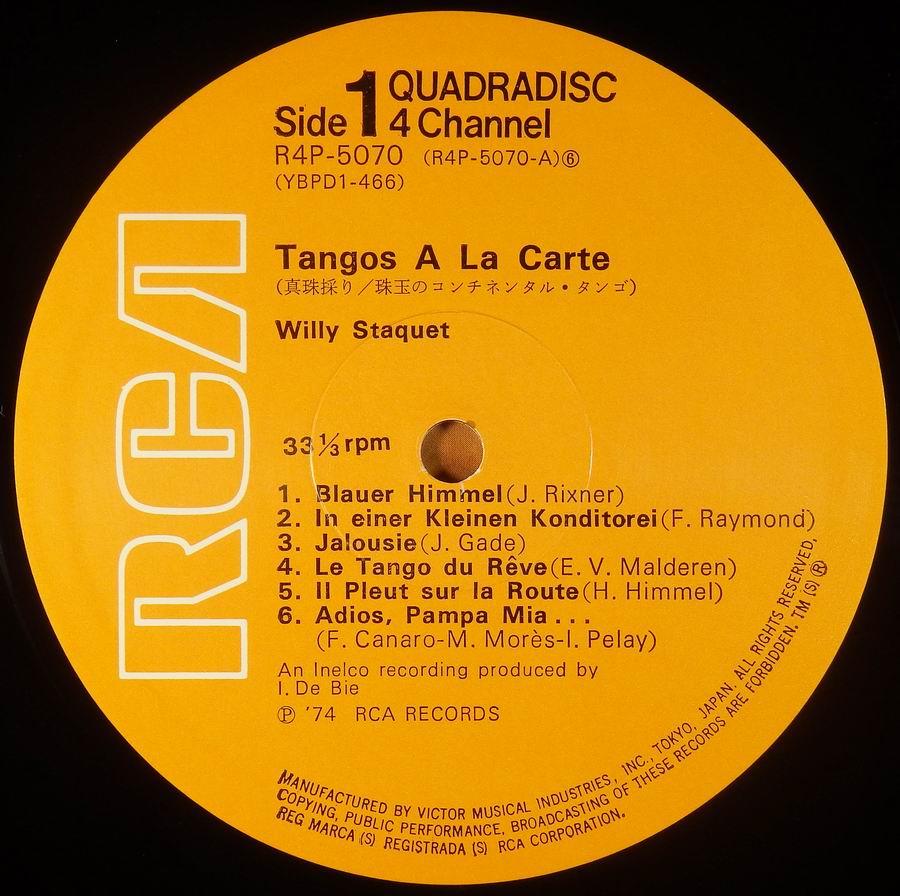 Side 1 QUADRADISC
4 Channel
R4P-5070 (R4P-5070-A)⑥
(YBPD1-466)
RCA
Tangos A La Carte
(真珠採り/珠玉のコンチネンタル・タンゴ)
Willy Staquet
33⅓rpm
1. Blauer Himmel(J. Rixner)
2. In einer Kleinen Konditorei(F. Raymond)
3. Jalousie(J. Gade)
4. Le Tango du Rêve(E. V. Malderen)
5. Il Pleut sur la Route(H. Himmel)
6. Adios, Pampa Mia...
(F. Canaro-M. Morès-I. Pelay)
An Inelco recording produced by
I. De Bie
Ⓟ '74 RCA RECORDS
MANUFACTURED BY VICTOR MUSICAL INDUSTRIES, INC., TOKYO, JAPAN. ALL RIGHTS RESERVED,
COPYING, PUBLIC PERFORMANCE, BROADCASTING OF THESE RECORDS ARE FORBIDDEN. TM (S) ®
REG MARCA (S) REGISTRADA (S) RCA CORPORATION.